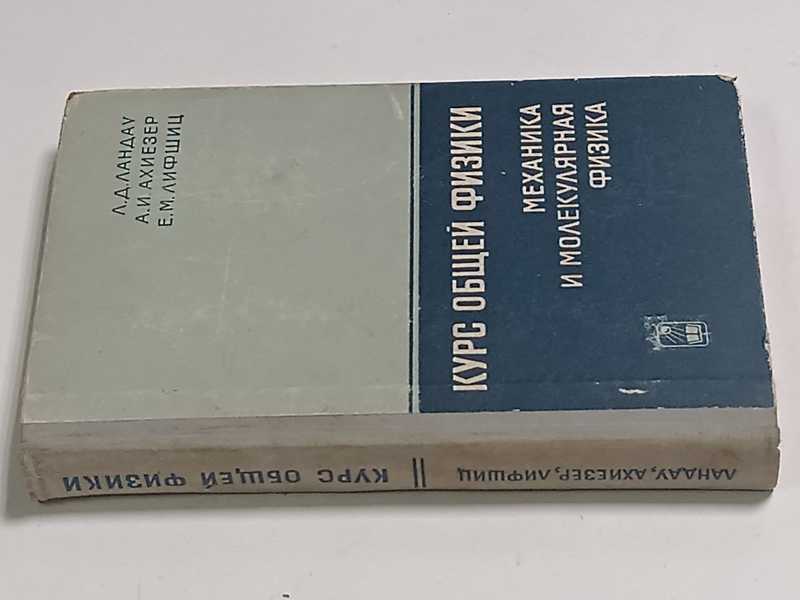 Л.Д.ЛАНДАУ
А.И.АХИЕЗЕР
Е.М.ЛИФШИЦ
КУРС ОБЩЕЙ ФИЗИКИ
МЕХАНИКА
И МОЛЕКУЛЯРНАЯ
ФИЗИКА
ЛАНДАУ, АХИЕЗЕР, ЛИФШИЦ || КУРС ОБЩЕЙ ФИЗИКИ